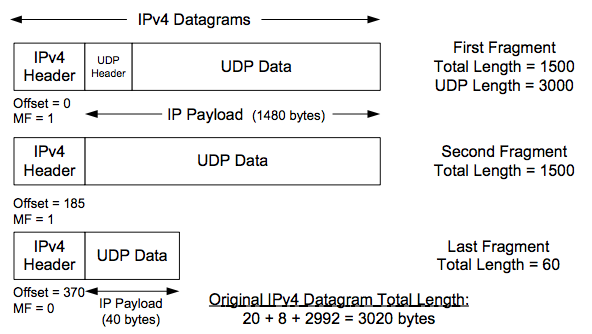 IPv4 Datagrams
IPv4
Header
UDP
Header
UDP Data
First Fragment
Total Length = 1500
UDP Length = 3000
Offset = 0
MF = 1
IP Payload (1480 bytes)
IPv4
Header
UDP Data
Second Fragment
Total Length = 1500
Offset = 185
MF = 1
IPv4
Header
UDP Data
Last Fragment
Total Length = 60
Offset = 370
MF = 0
IP Payload
(40 bytes)
Original IPv4 Datagram Total Length:
20 + 8 + 2992 = 3020 bytes